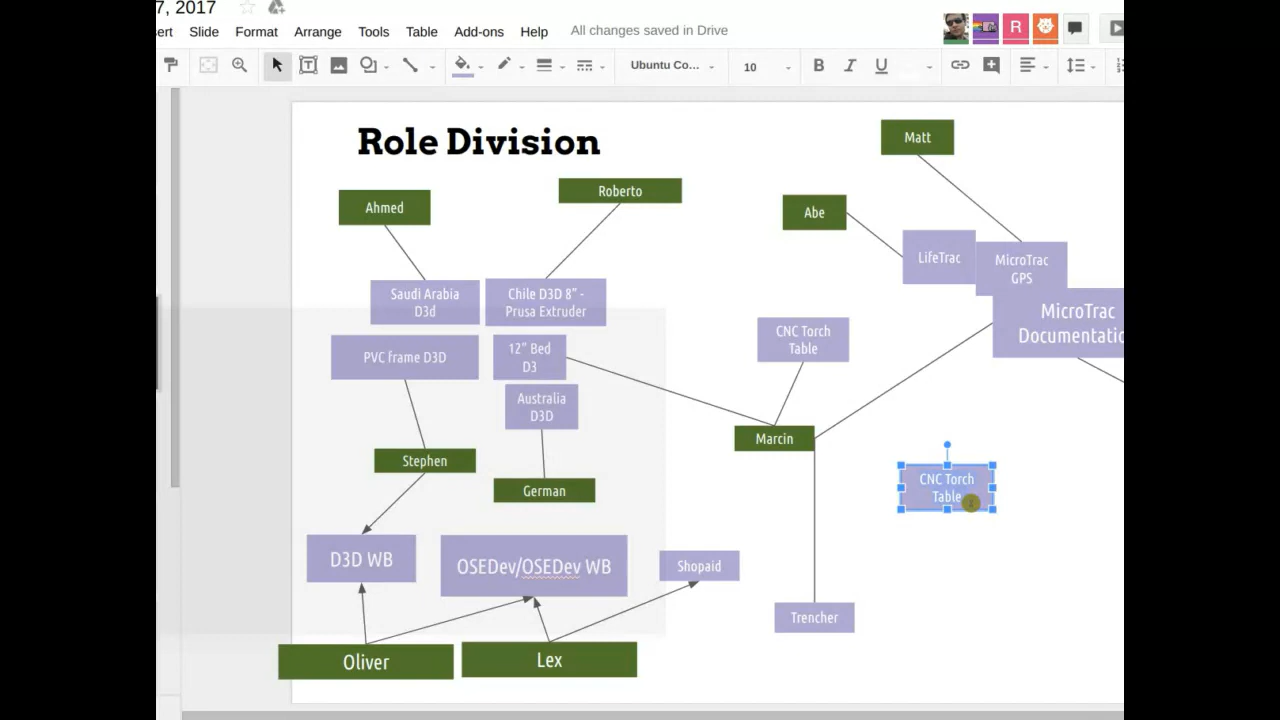 7, 2017
sert Slide Format Arrange Tools Table Add-ons Help All changes saved in Drive
R
Ubuntu Co... 10 B I U
Role Division
Matt
Roberto
Ahmed
Abe
LifeTrac
MicroTrac
GPS
Saudi Arabia
D3d
Chile D3D 8" -
Prusa Extruder
MicroTrac
Documentatio
CNC Torch
Table
PVC frame D3D
12" Bed
D3
Australia
D3D
Marcin
Stephen
German
CNC Torch
Table
D3D WB
OSEDev/OSEDev WB
Shopaid
Trencher
Oliver
Lex